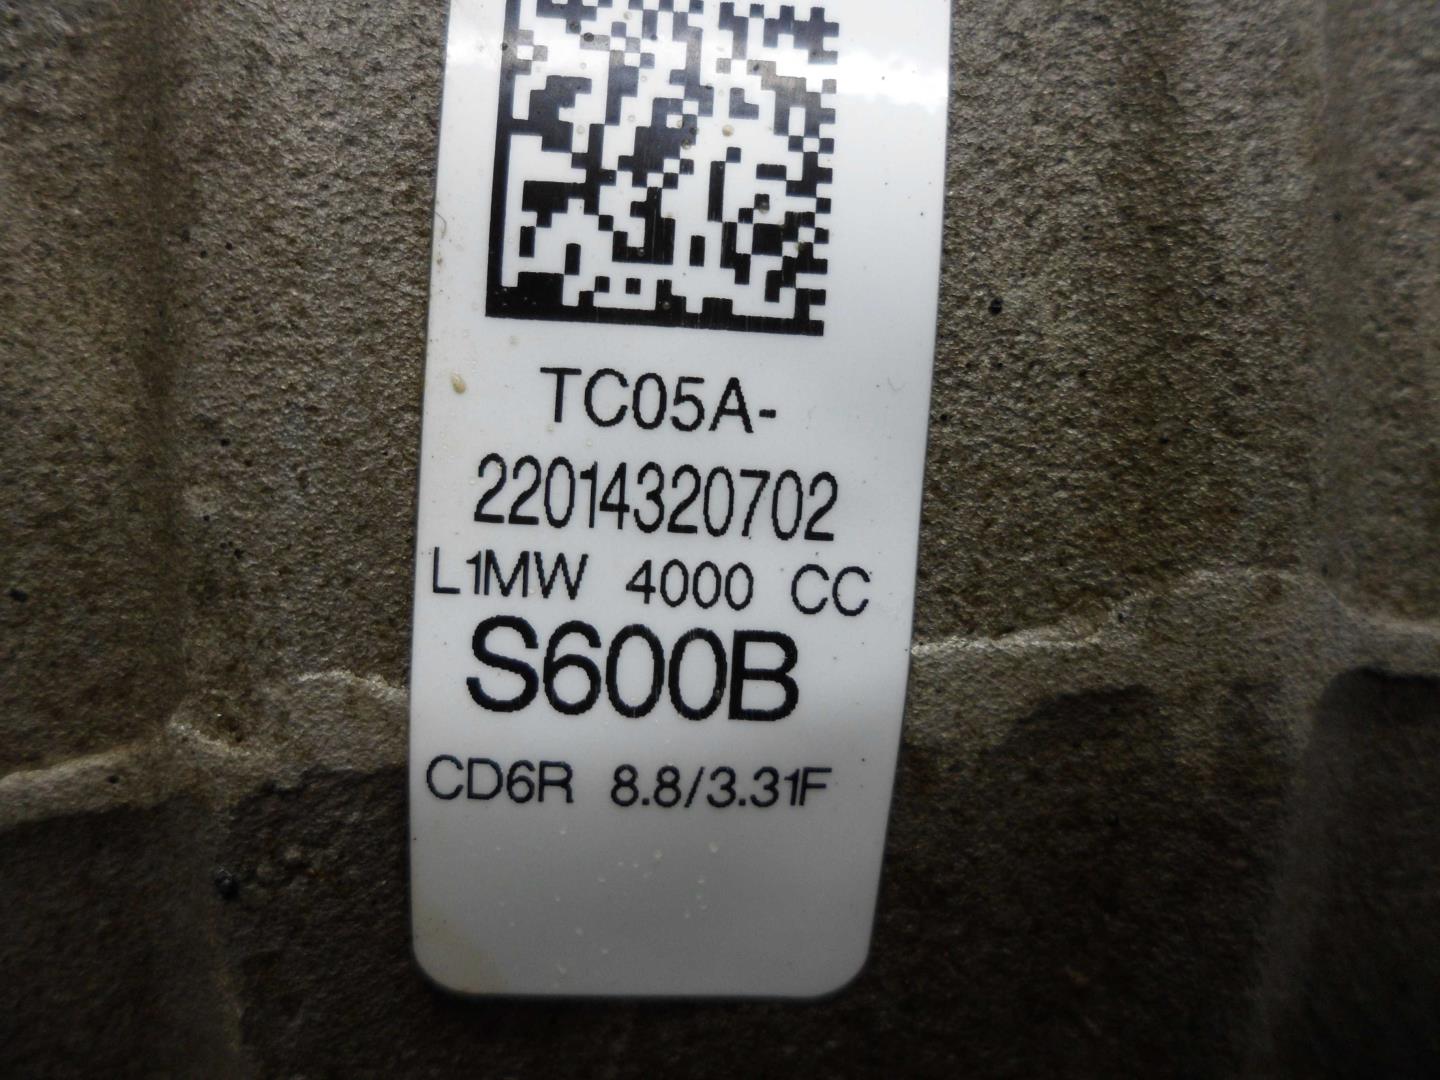 TC05A-
22014320702
L1MW 4000 CC
S600B
CD6R 8.8/3.31F